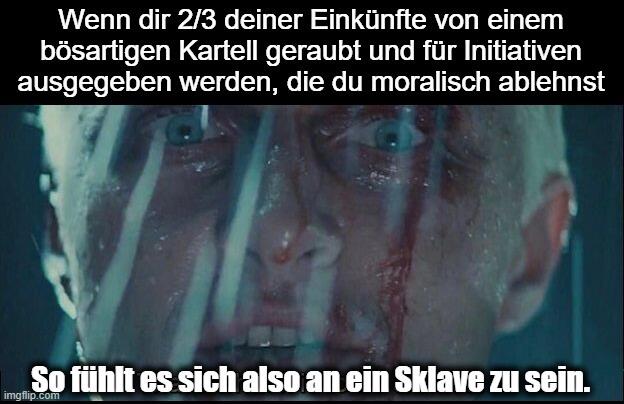 Wenn dir 2/3 deiner Einkünfte von einem
bösartigen Kartell geraubt und für Initiativen
ausgegeben werden, die du moralisch ablehnst
So fühlt es sich also an ein Sklave zu sein.
imgflip.com